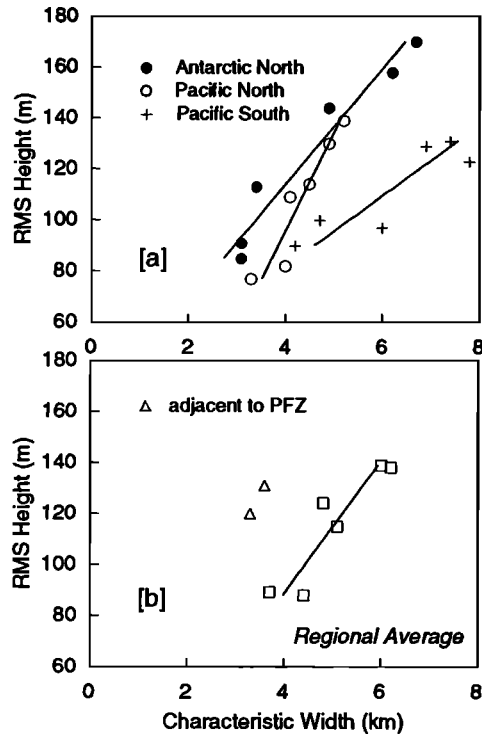 180
160
140
120
100
80
60
RMS Height (m)
Antarctic North
Pacific North
Pacific South
[a]
0 2 4 6 8
180
160
140
120
100
80
60
RMS Height (m)
adjacent to PFZ
[b]
Regional Average
0 2 4 6 8
Characteristic Width (km)